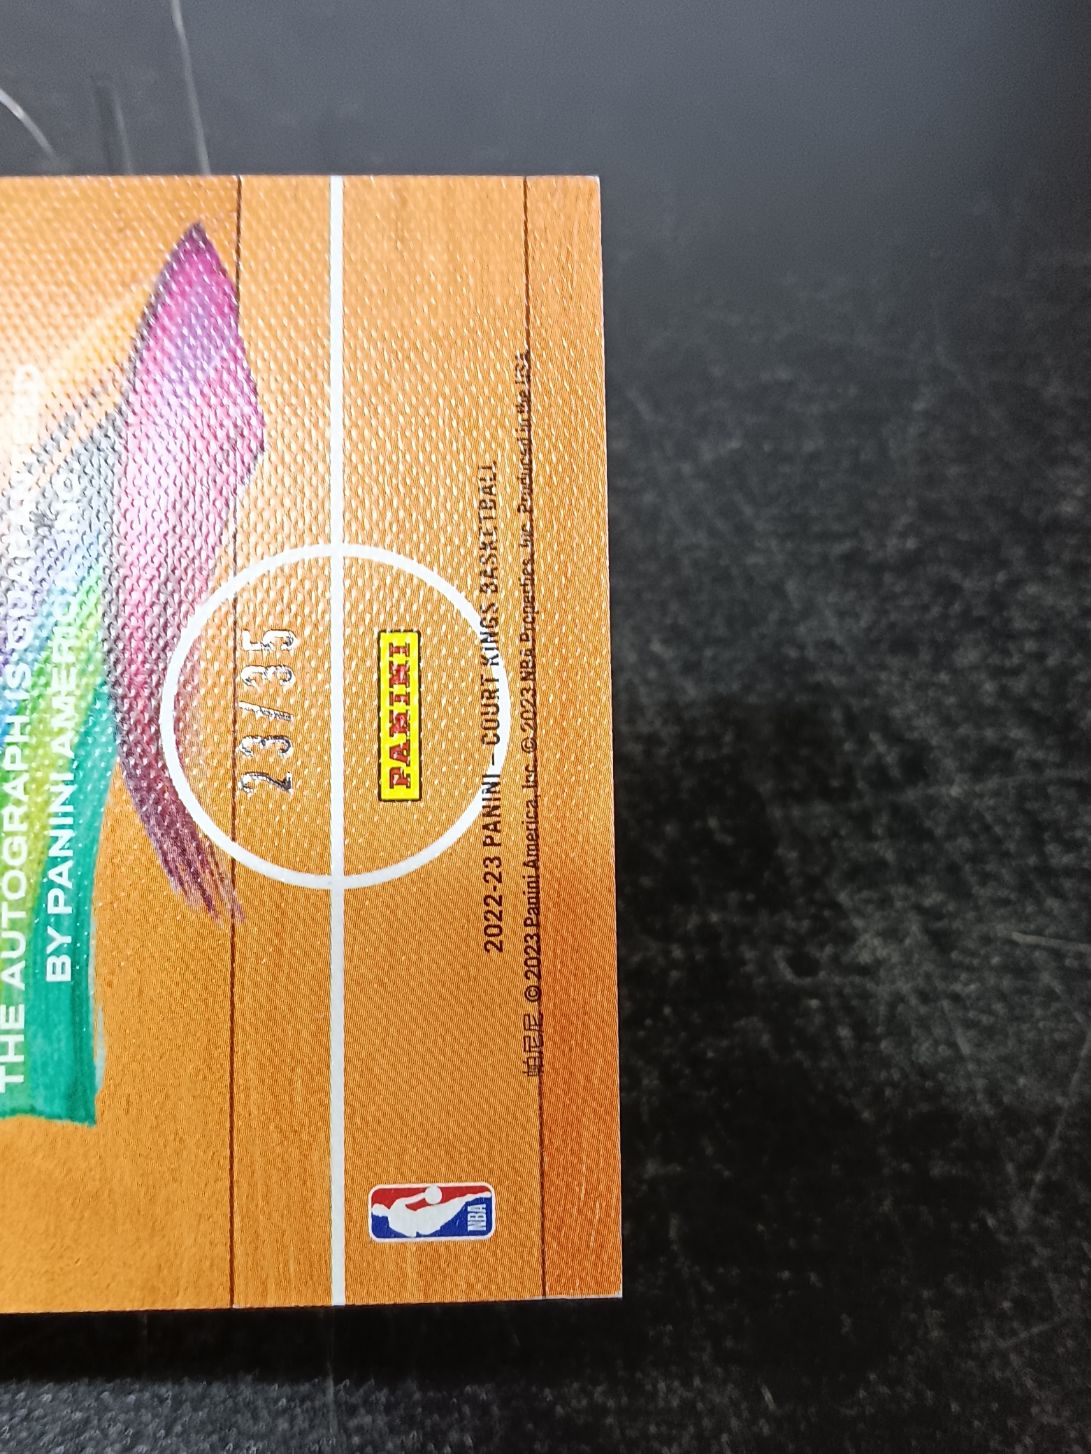 THE AUTOGRAPH IS GUARANTEED
BY PANINI AMERICA, INC.
23/35
PANINI
2022-23 PANINI – COURT KINGS BASKETBALL
帕尼尼 © 2023 Panini America, Inc. © 2023 NBA Properties, Inc. Produced in the USA.
NBA